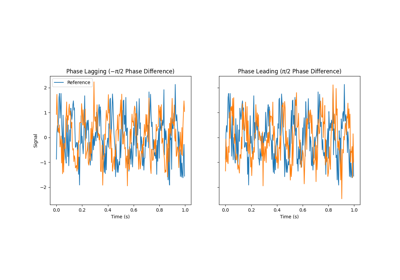 Phase Lagging (−π/2 Phase Difference)
Phase Leading (π/2 Phase Difference)
Reference
2
1
0
−1
−2
Signal
0.0 0.2 0.4 0.6 0.8 1.0
0.0 0.2 0.4 0.6 0.8 1.0
Time (s)
Time (s)